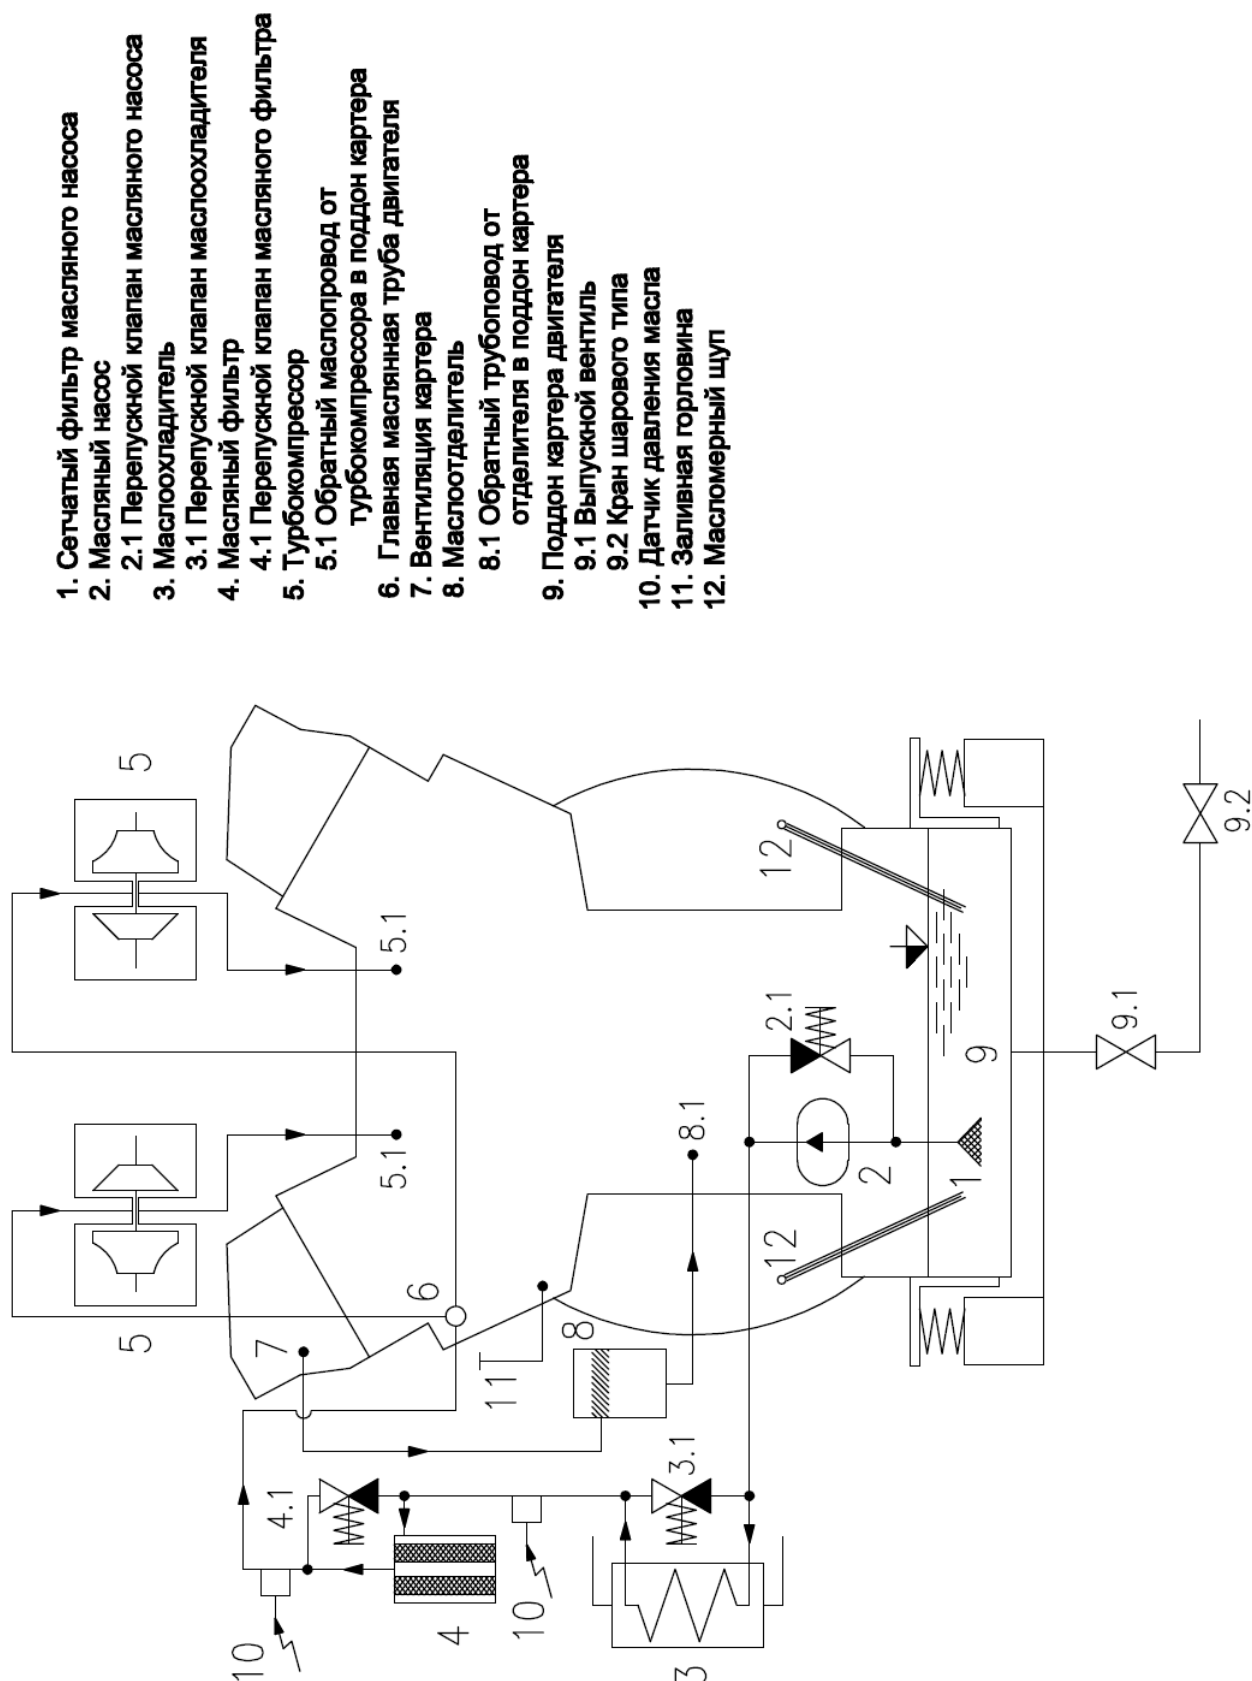 1. Сетчатый фильтр масляного насоса
2. Масляный насос
2.1 Перепускной клапан масляного насоса
3. Маслоохладитель
3.1 Перепускной клапан маслоохладителя
4. Масляный фильтр
4.1 Перепускной клапан масляного фильтра
5. Турбокомпрессор
5.1 Обратный маслопровод от
турбокомпрессора в поддон картера
6. Главная маслянная труба двигателя
7. Вентиляция картера
8. Маслоотделитель
8.1 Обратный трубоповод от
отделителя в поддон картера
9. Поддон картера двигателя
9.1 Выпускной вентиль
9.2 Кран шарового типа
10. Датчик давления масла
11. Заливная горловина
12. Масломерный щуп
5
5
5.1
5.1
6
7
4.1
10
4
10
11
8
8.1
3.1
3
12
12
2.1
2
1
9
9.1
9.2